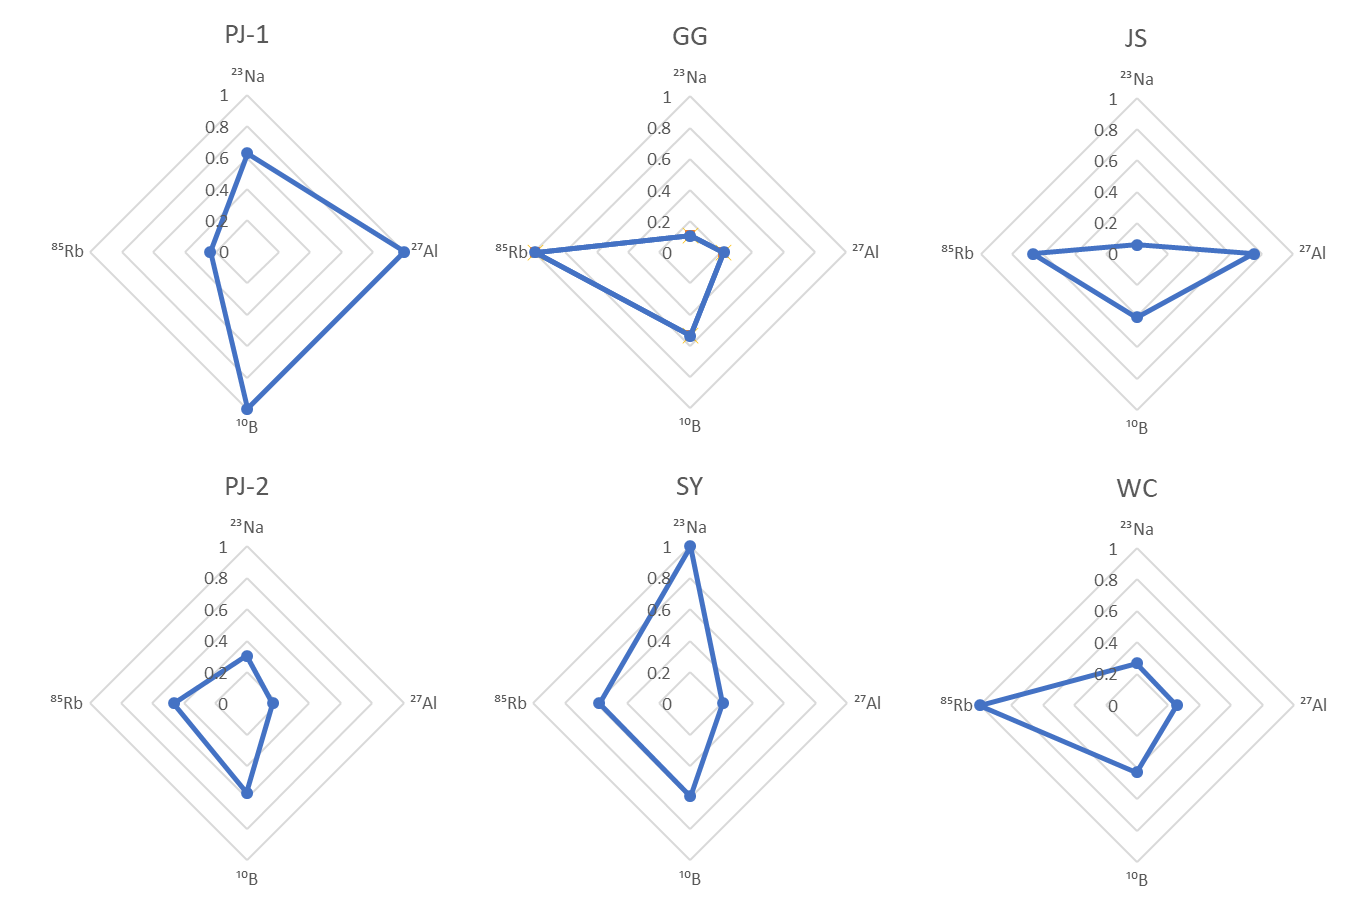 PJ-1
²³Na
1
0.8
0.6
0.4
0.2
0
⁸⁵Rb
²⁷Al
¹⁰B
GG
²³Na
1
0.8
0.6
0.4
0.2
0
⁸⁵Rb
²⁷Al
¹⁰B
JS
²³Na
1
0.8
0.6
0.4
0.2
0
⁸⁵Rb
²⁷Al
¹⁰B
PJ-2
²³Na
1
0.8
0.6
0.4
0.2
0
⁸⁵Rb
²⁷Al
¹⁰B
SY
²³Na
1
0.8
0.6
0.4
0.2
0
⁸⁵Rb
²⁷Al
¹⁰B
WC
²³Na
1
0.8
0.6
0.4
0.2
0
⁸⁵Rb
²⁷Al
¹⁰B